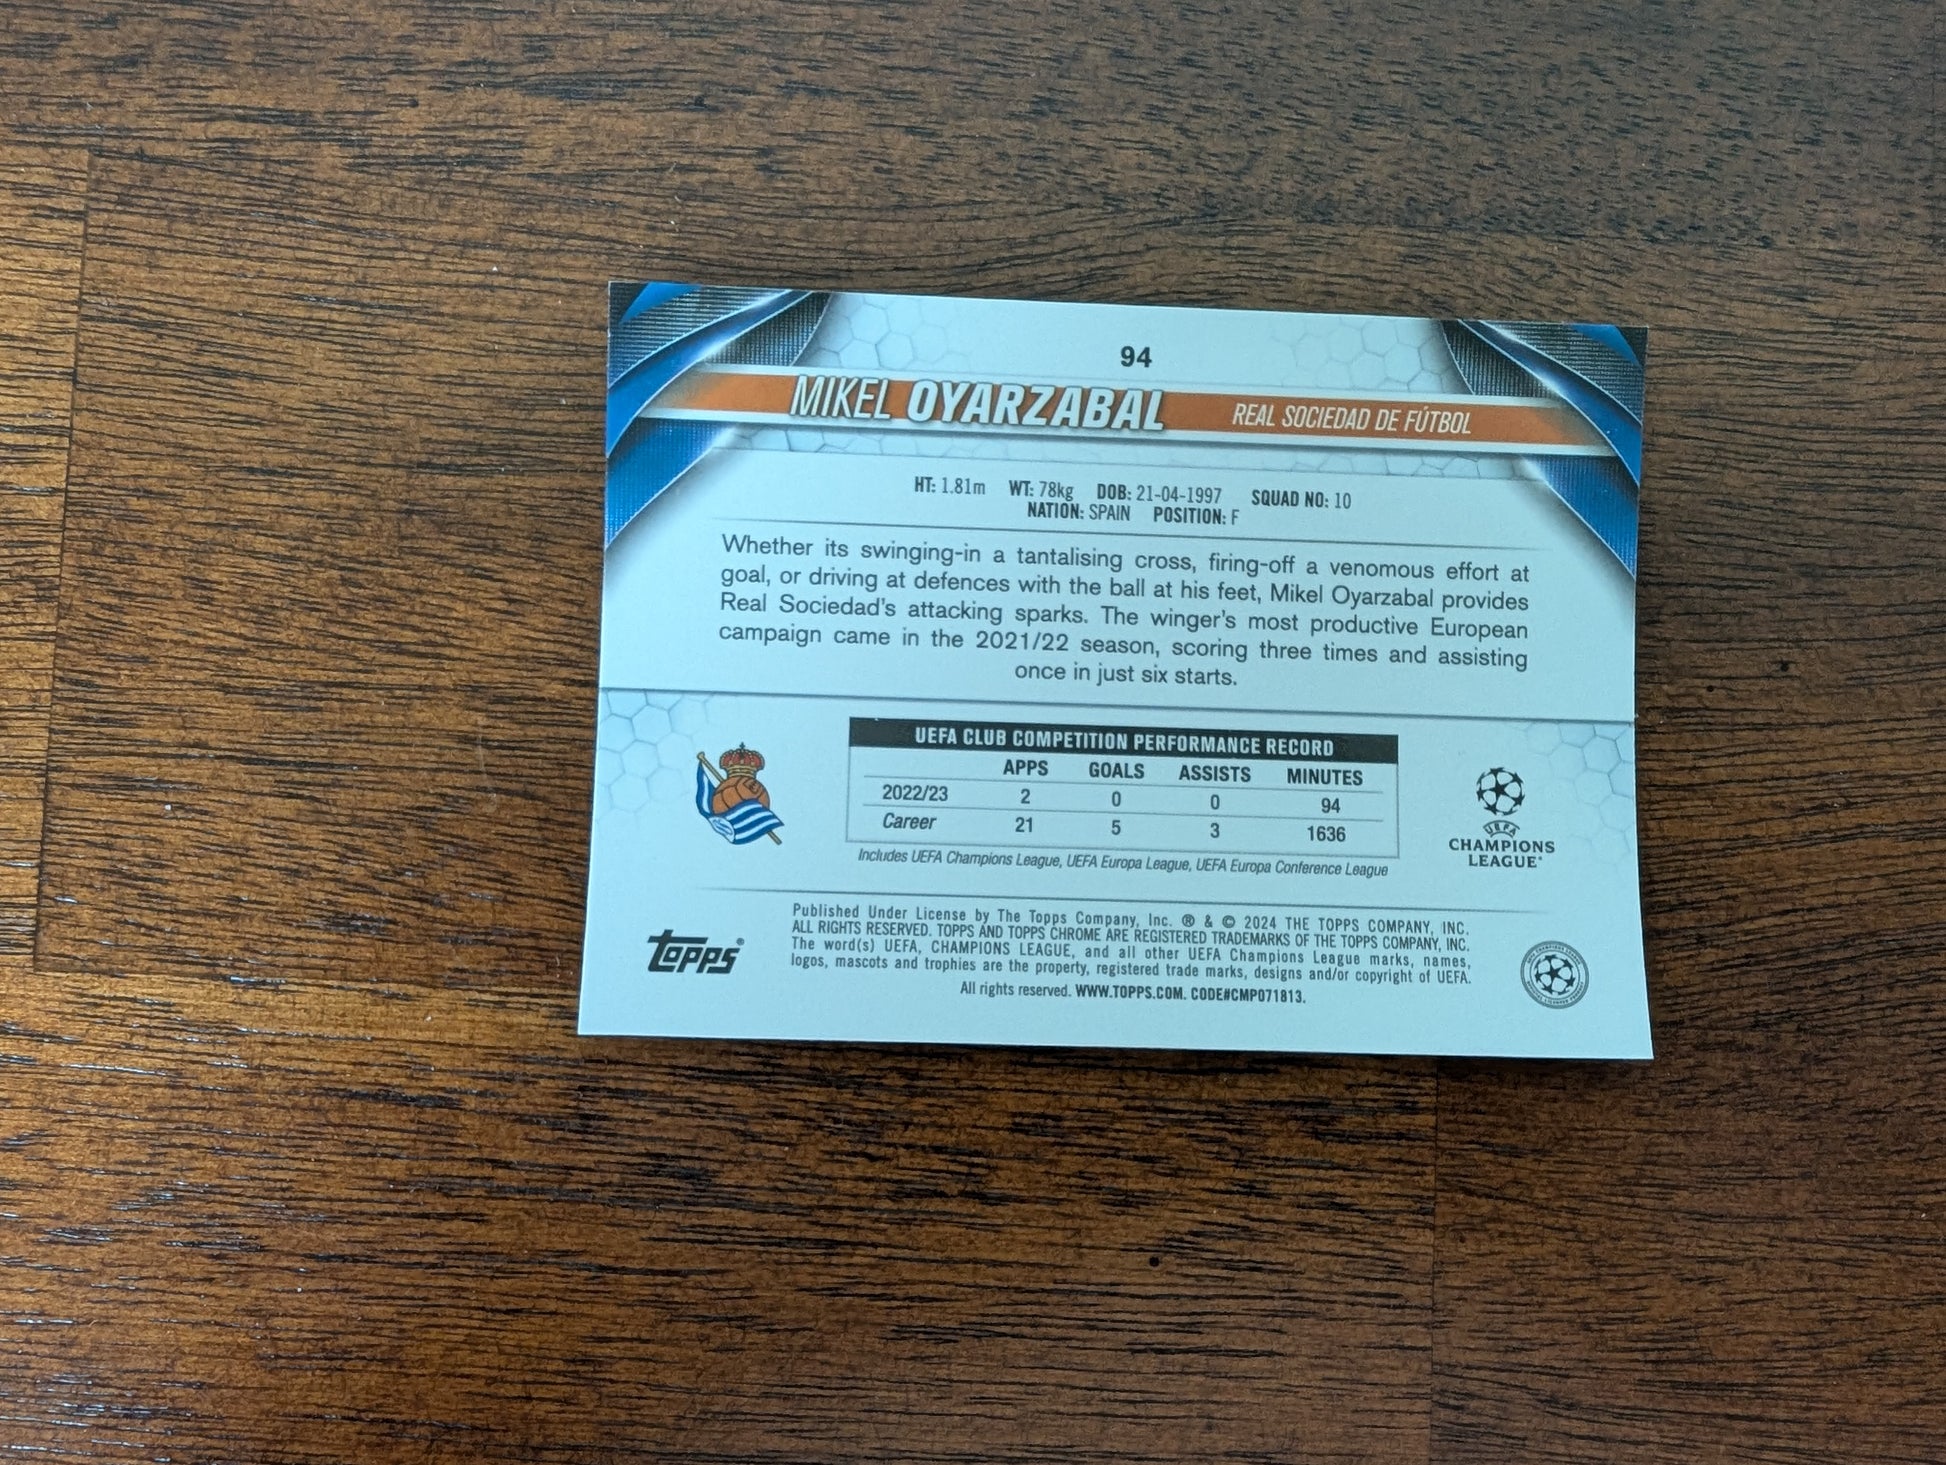 94
MIKEL OYARZABAL REAL SOCIEDAD DE FÚTBOL
HT: 1.81m WT: 78kg DOB: 21-04-1997 SQUAD NO: 10
NATION: SPAIN POSITION: F
Whether its swinging-in a tantalising cross, firing-off a venomous effort at
goal, or driving at defences with the ball at his feet, Mikel Oyarzabal provides
Real Sociedad's attacking sparks. The winger's most productive European
campaign came in the 2021/22 season, scoring three times and assisting
once in just six starts.
UEFA CLUB COMPETITION PERFORMANCE RECORD
APPS GOALS ASSISTS MINUTES
2022/23 2 0 0 94
Career 21 5 3 1636
Includes UEFA Champions League, UEFA Europa League, UEFA Europa Conference League
UEFA
CHAMPIONS
LEAGUE®
topps®
Published Under License by The Topps Company, Inc. ® & © 2024 THE TOPPS COMPANY, INC.
ALL RIGHTS RESERVED. TOPPS AND TOPPS CHROME ARE REGISTERED TRADEMARKS OF THE TOPPS COMPANY, INC.
The word(s) UEFA, CHAMPIONS LEAGUE, and all other UEFA Champions League marks, names,
logos, mascots and trophies are the property, registered trade marks, designs and/or copyright of UEFA.
All rights reserved. WWW.TOPPS.COM. CODE#CMP071813.